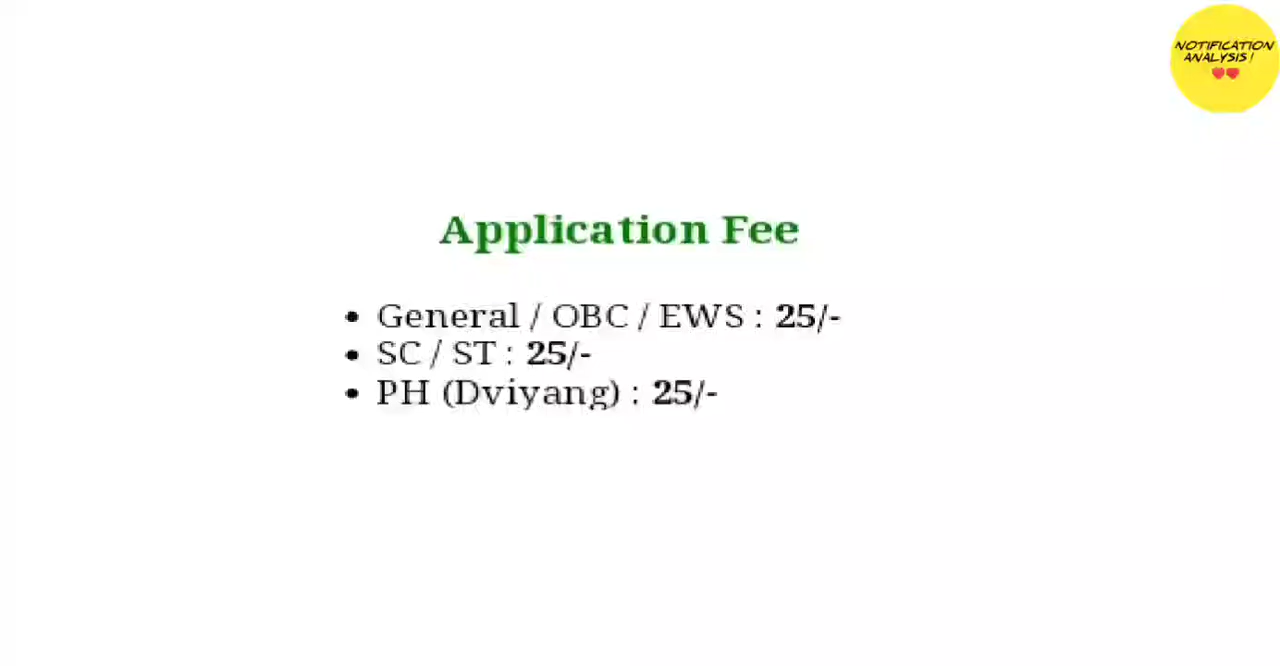 NOTIFICATION
ANALYSIS!
Application Fee
• General / OBC / EWS : 25/-
• SC / ST : 25/-
• PH (Dviyang) : 25/-